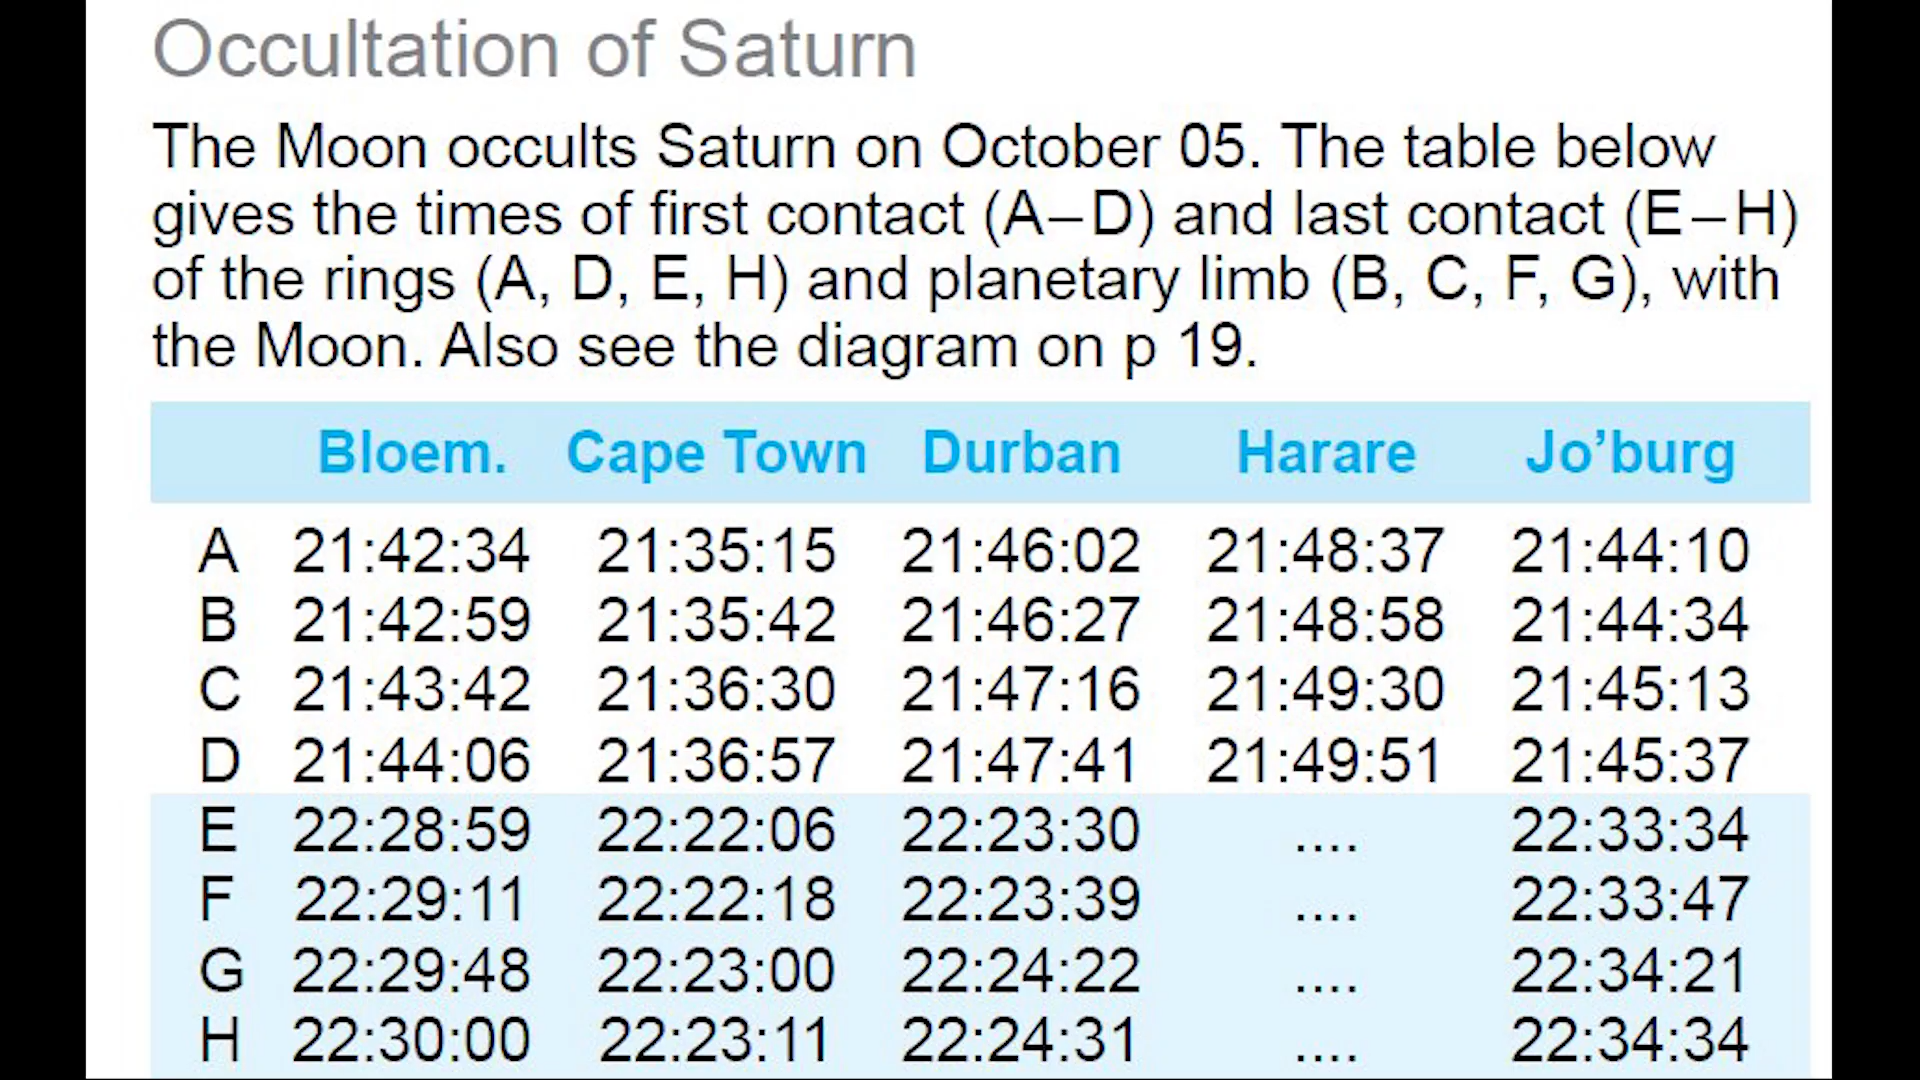 Occultation of Saturn
The Moon occults Saturn on October 05. The table below
gives the times of first contact (A–D) and last contact (E–H)
of the rings (A, D, E, H) and planetary limb (B, C, F, G), with
the Moon. Also see the diagram on p 19.
Bloem. Cape Town Durban Harare Jo’burg
A 21:42:34 21:35:15 21:46:02 21:48:37 21:44:10
B 21:42:59 21:35:42 21:46:27 21:48:58 21:44:34
C 21:43:42 21:36:30 21:47:16 21:49:30 21:45:13
D 21:44:06 21:36:57 21:47:41 21:49:51 21:45:37
E 22:28:59 22:22:06 22:23:30 .... 22:33:34
F 22:29:11 22:22:18 22:23:39 .... 22:33:47
G 22:29:48 22:23:00 22:24:22 .... 22:34:21
H 22:30:00 22:23:11 22:24:31 .... 22:34:34